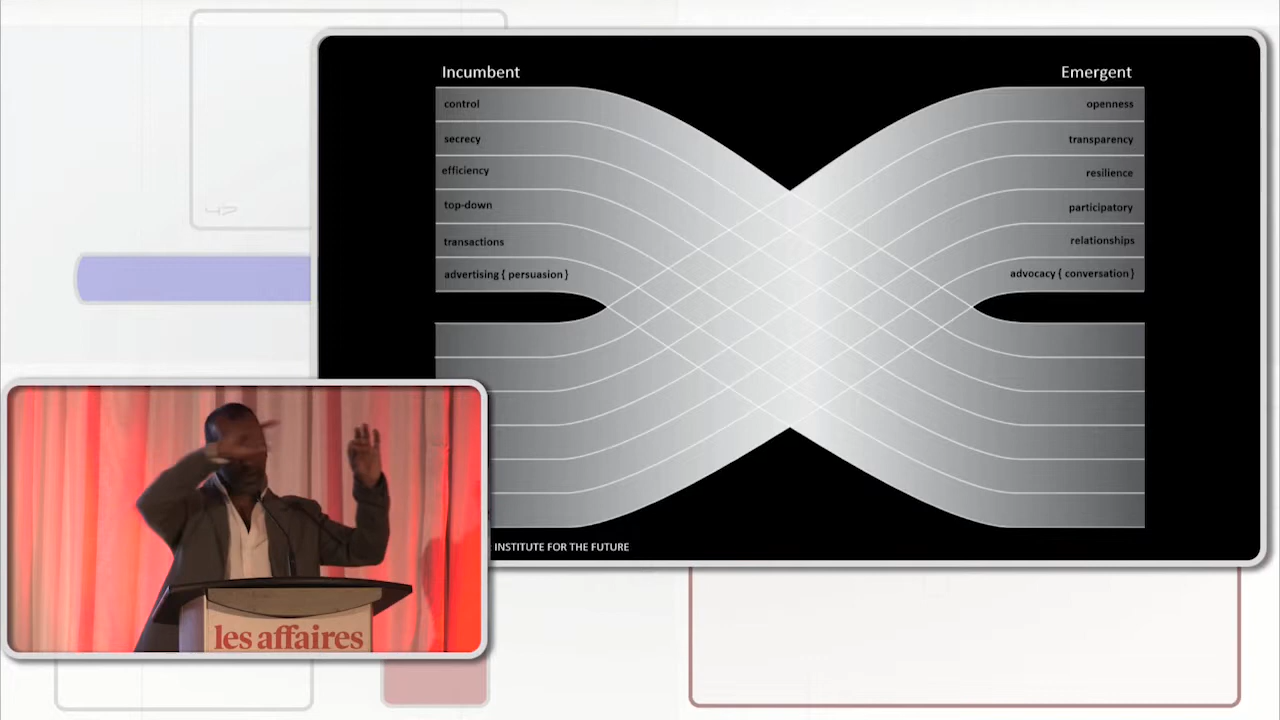 Incumbent
Emergent
control
openness
secrecy
transparency
efficiency
resilience
top-down
participatory
transactions
relationships
advertising { persuasion }
advocacy { conversation }
INSTITUTE FOR THE FUTURE
les affaires